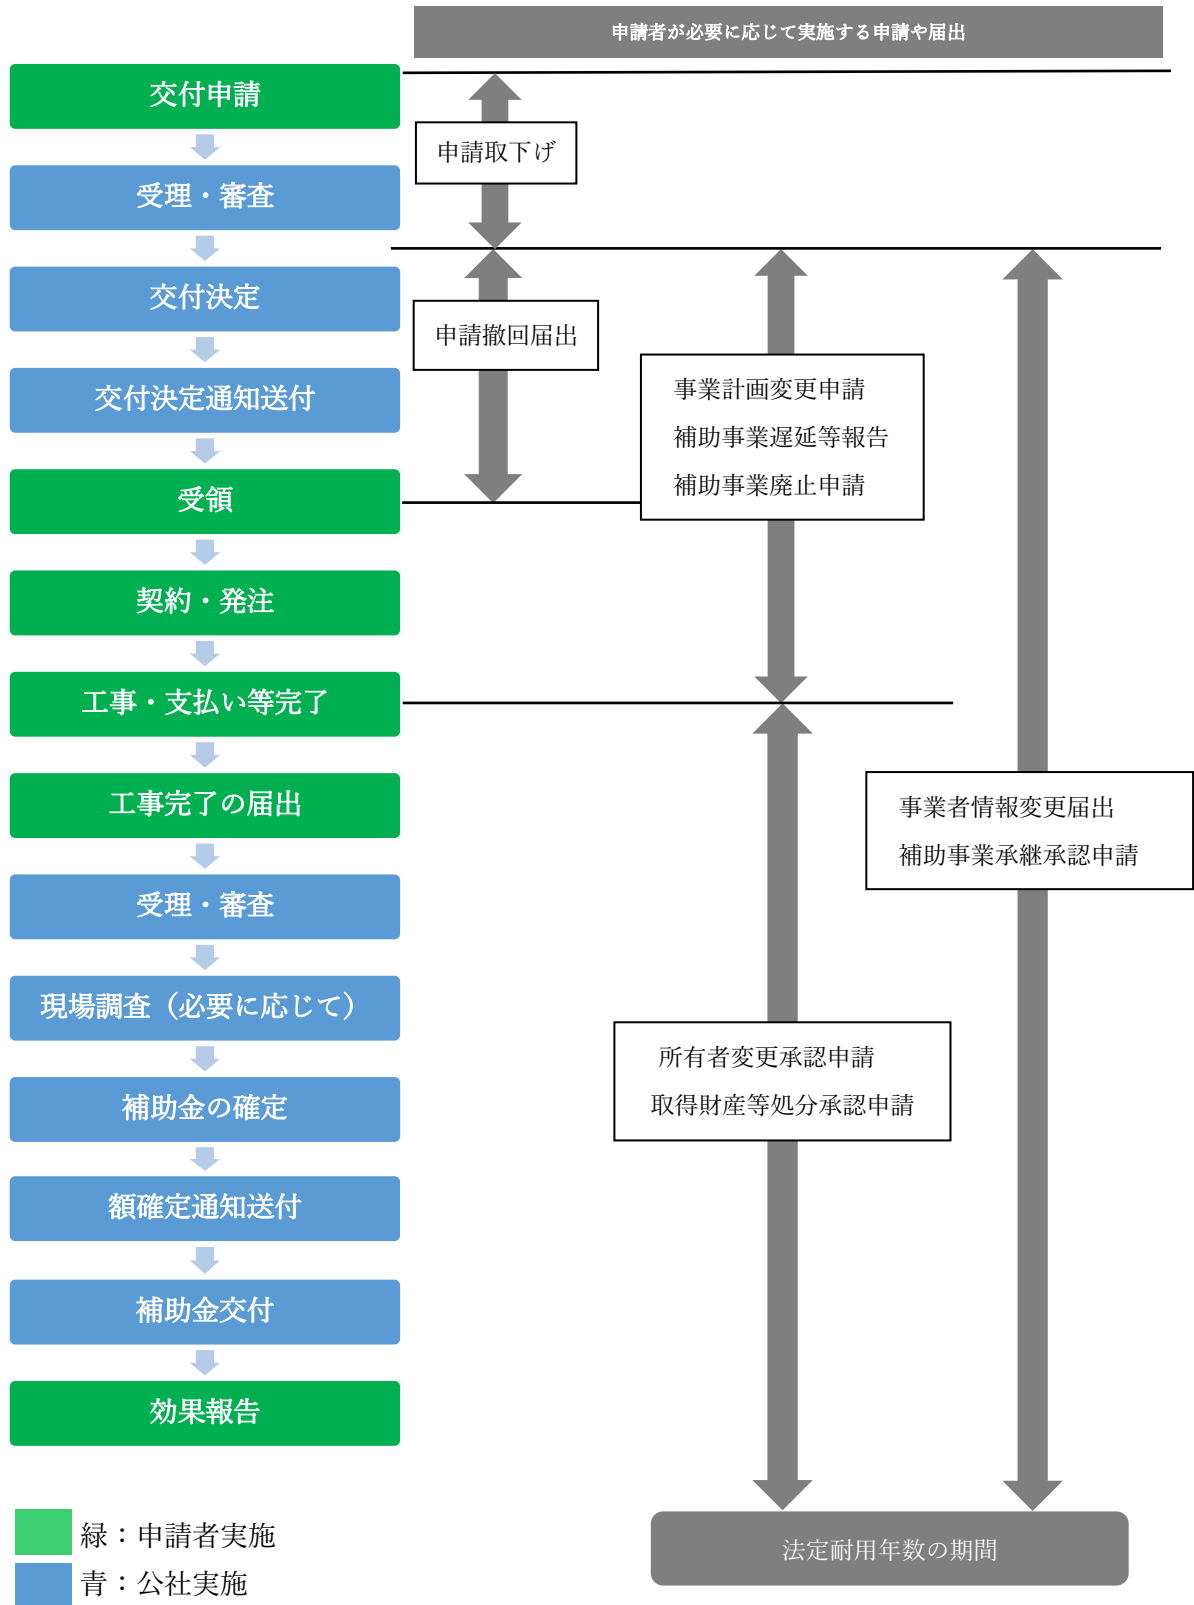 申請者が必要に応じて実施する申請や届出
交付申請
受理・審査
交付決定
交付決定通知送付
受領
契約・発注
工事・支払い等完了
工事完了の届出
受理・審査
現場調査（必要に応じて）
補助金の確定
額確定通知送付
補助金交付
効果報告
申請取下げ
申請撤回届出
事業計画変更申請
補助事業遅延等報告
補助事業廃止申請
事業者情報変更届出
補助事業承継承認申請
所有者変更承認申請
取得財産等処分承認申請
法定耐用年数の期間
緑：申請者実施
青：公社実施